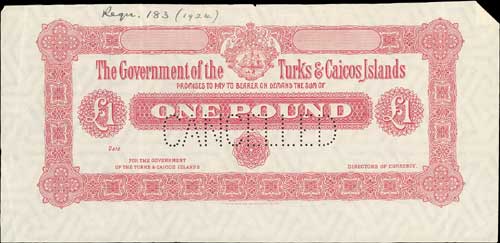 Requ. 183 (1924)
The Government of the Turks & Caicos Islands
PROMISES TO PAY TO BEARER ON DEMAND THE SUM OF
£1 ONE POUND £1
CANCELLED
Date
FOR THE GOVERNMENT
OF THE TURKS & CAICOS ISLANDS
DIRECTORS OF CURRENCY.